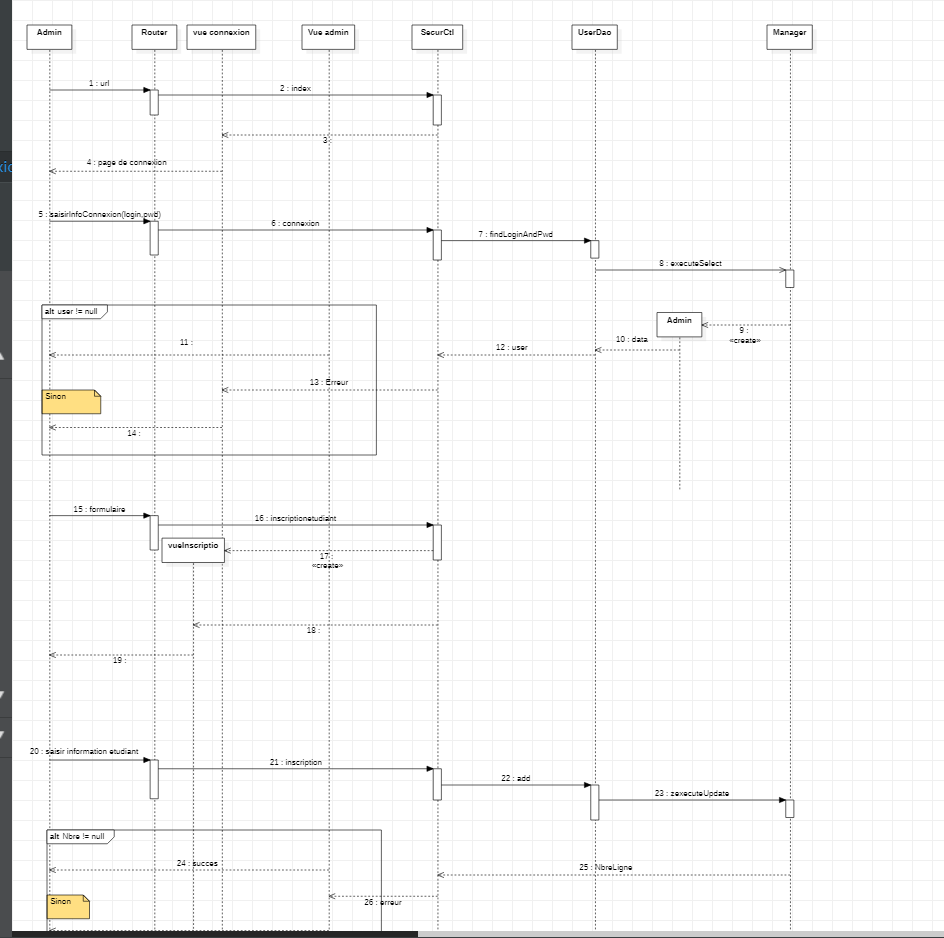 Admin
Router
vue connexion
Vue admin
SecurCtl
UserDao
Manager
1 : url
2 : index
3 :
4 : page de connexion
5 : saisirInfoConnexion(login,pwd)
6 : connexion
7 : findLoginAndPwd
8 : executeSelect
alt user != null
Admin
9 :
«create»
10 : data
11 :
12 : user
13 : Erreur
Sinon
14 :
15 : formulaire
16 : inscriptionetudiant
vueInscriptio
17 :
«create»
18 :
19 :
20 : saisir information etudiant
21 : inscription
22 : add
23 : zexecuteUpdate
alt Nbre != null
24 : succes
25 : NbreLigne
Sinon
26 : erreur